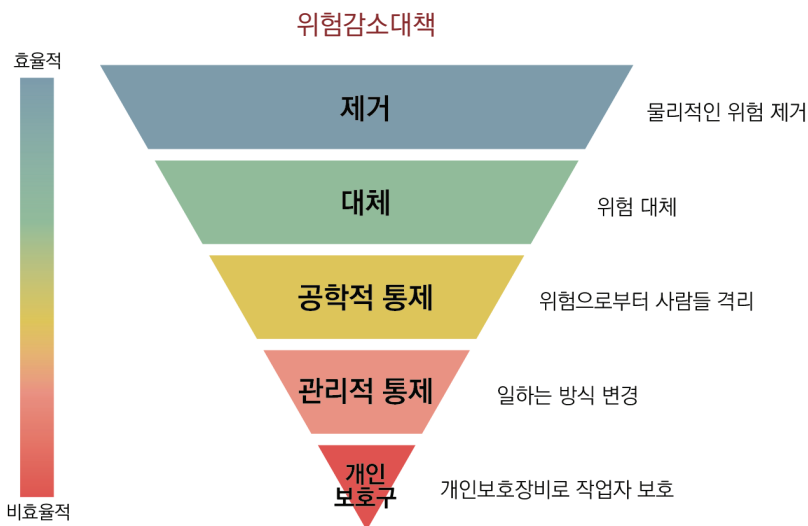 위험감소대책
효율적
제거
물리적인 위험 제거
대체
위험 대체
공학적 통제
위험으로부터 사람들 격리
관리적 통제
일하는 방식 변경
개인
보호구
개인보호장비로 작업자 보호
비효율적